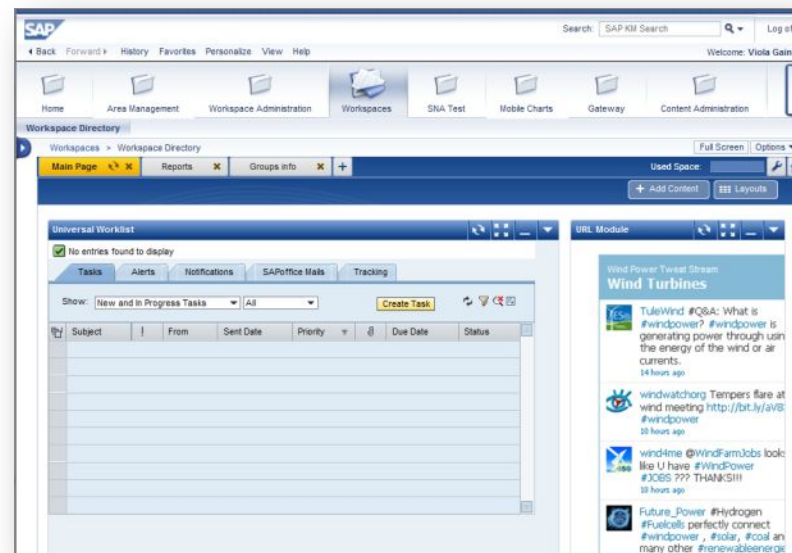 SAP
Search: SAP KM Search Log of
Back Forward History Favorites Personalize View Help
Welcome: Viola Gain
Home Area Management Workspace Administration Workspaces SNA Test Mobile Charts Gateway Content Administration
Workspace Directory
Workspaces > Workspace Directory Full Screen Options
Main Page Reports Groups info + Used Space:
+ Add Content Layouts
Universal Worklist
No entries found to display
Tasks Alerts Notifications SAPoffice Mails Tracking
Show: New and In Progress Tasks All Create Task
Subject ! From Sent Date Priority Due Date Status
URL Module
Wind Power Tweat Stream
Wind Turbines
TuleWind #Q&A: What is
#windpower? #windpower is
generating power through usin
the energy of the wind or air
currents.
14 hours ago
windwatchorg Tempers flare at
wind meeting http://bit.ly/aVB
#windpower
10 hours ago
wind4me @WindFarmJobs looks
like U have #WindPower
#JOBS ??? THANKS!!!
10 hours ago
Future_Power #Hydrogen
#Fuelcells perfectly connect
#windpower , #solar, #coal an
many other #renewableenergie